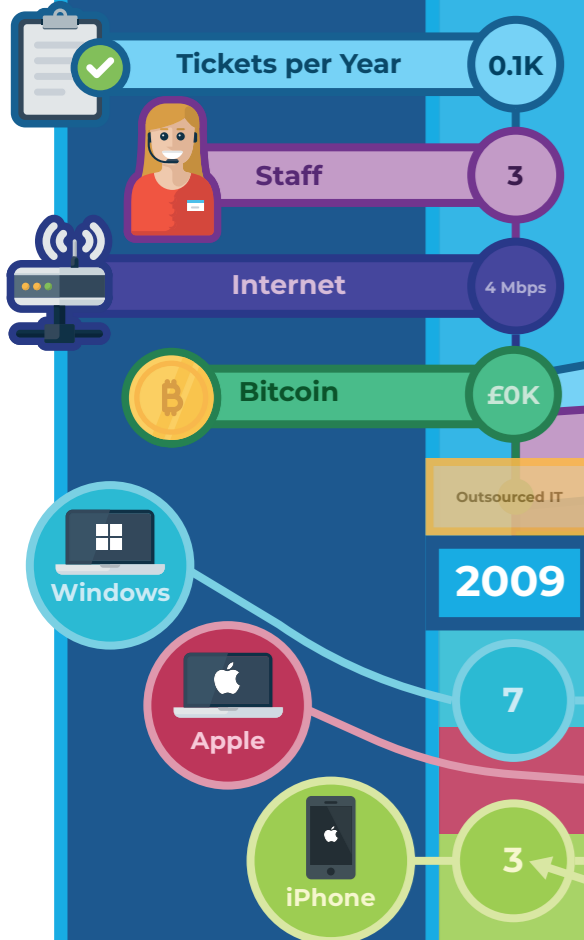 Tickets per Year
0.1K
Staff
3
Internet
4 Mbps
Bitcoin
£0K
Outsourced IT
2009
Windows
7
Apple
iPhone
3